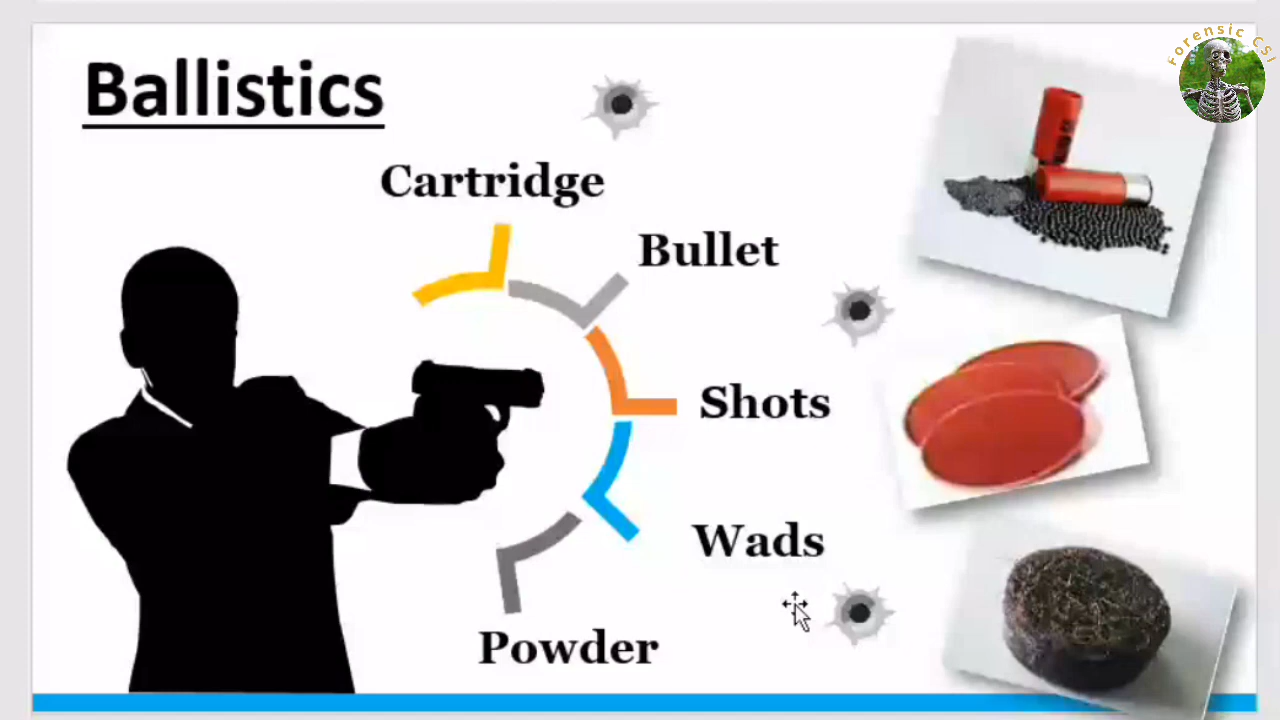 Ballistics
Forensic CSI
Cartridge
Bullet
Shots
Wads
Powder